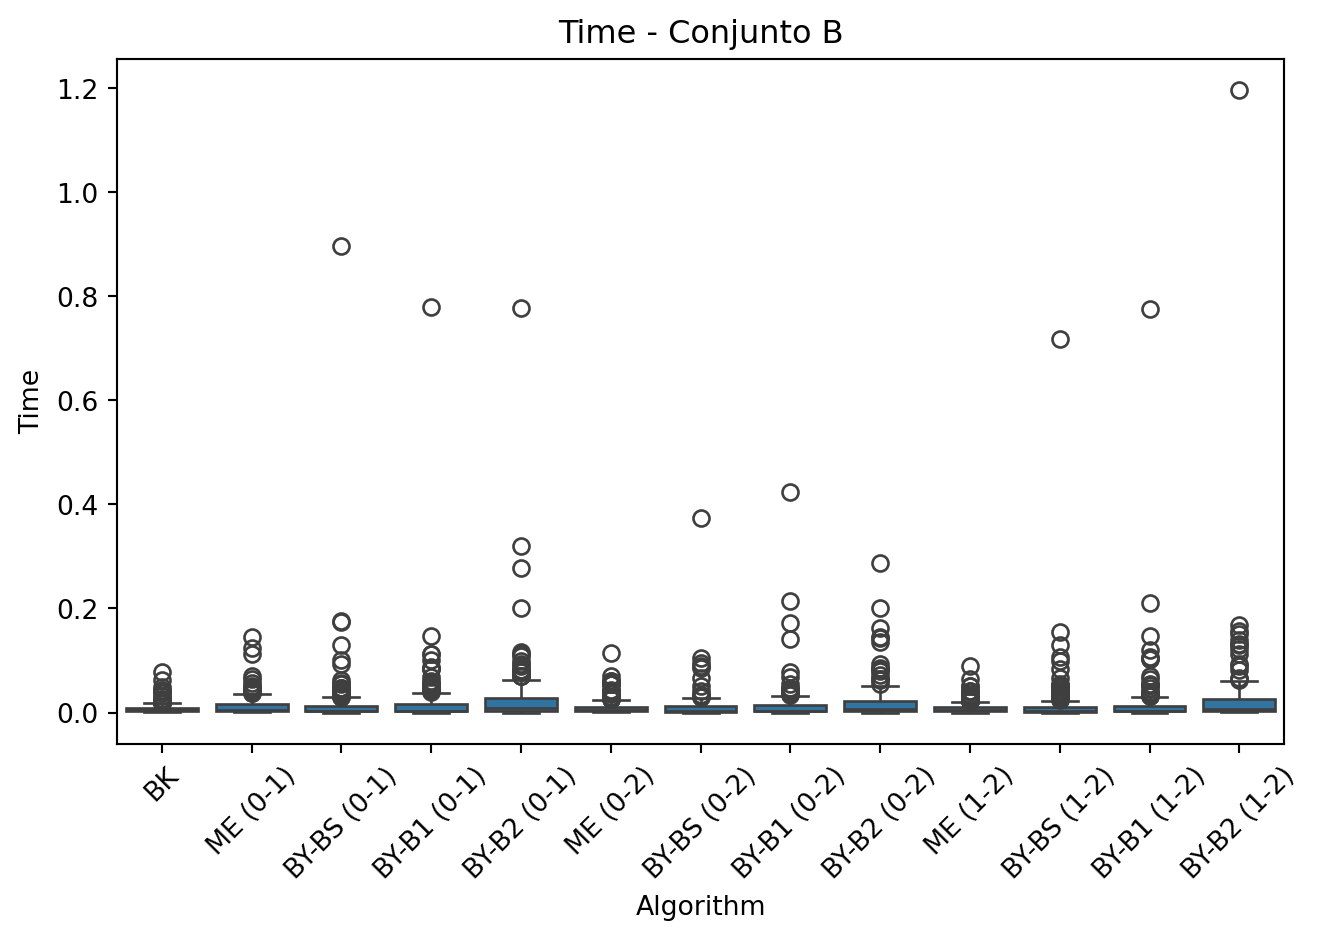 Time - Conjunto B
1.2
1.0
0.8
0.6
0.4
0.2
0.0
Time
BK
ME (0-1)
BY-BS (0-1)
BY-B1 (0-1)
BY-B2 (0-1)
ME (0-2)
BY-BS (0-2)
BY-B1 (0-2)
BY-B2 (0-2)
ME (1-2)
BY-BS (1-2)
BY-B1 (1-2)
BY-B2 (1-2)
Algorithm